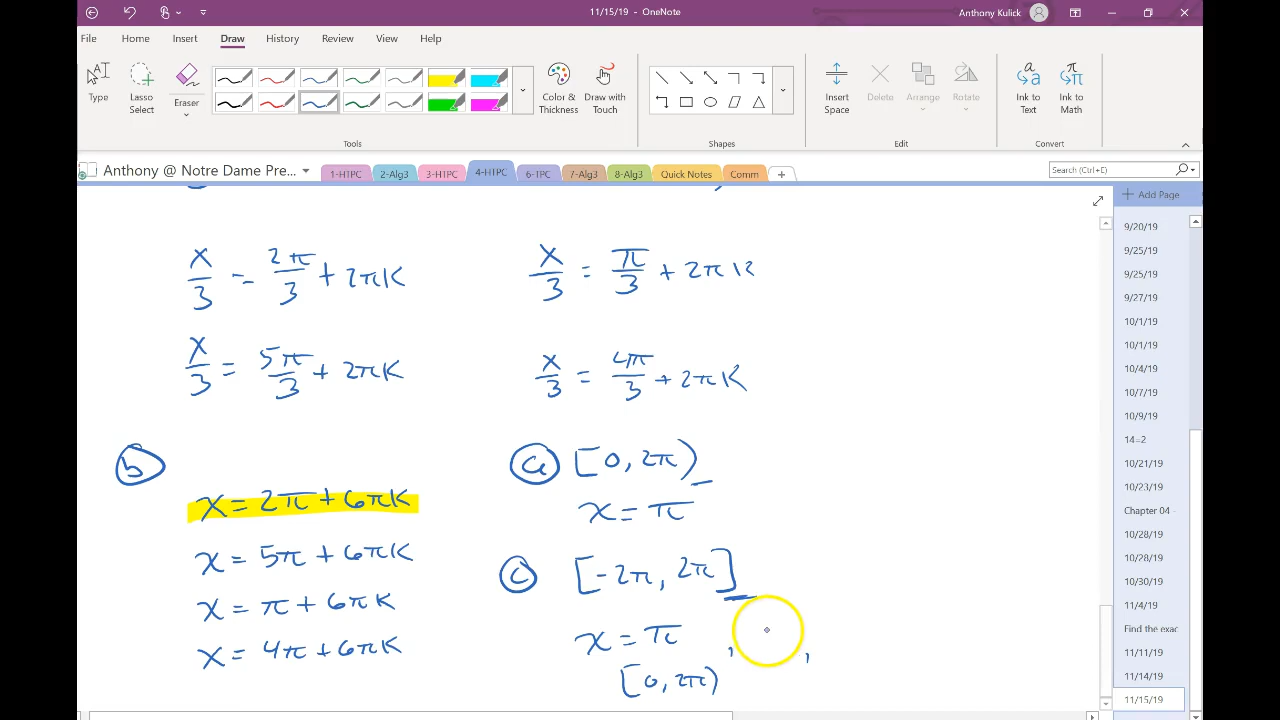 11/15/19 - OneNote
Anthony Kulick
File Home Insert Draw History Review View Help
Type
Lasso Select
Eraser
Color & Thickness
Draw with Touch
Insert Space
Delete
Arrange
Rotate
Ink to Text
Ink to Math
Tools
Shapes
Edit
Convert
Anthony @ Notre Dame Pre...
1-HTPC 2-Alg3 3-HTPC 4-HTPC 6-TPC 7-Alg3 8-Alg3 Quick Notes Comm +
Search (Ctrl+E)
Add Page
9/20/19
9/25/19
9/25/19
9/27/19
10/1/19
10/1/19
10/4/19
10/7/19
10/9/19
14=2
10/21/19
10/23/19
Chapter 04 -
10/28/19
10/28/19
10/30/19
11/4/19
Find the exac
11/11/19
11/14/19
11/15/19
x/3 = 2π/3 + 2πK
x/3 = π/3 + 2πK
x/3 = 5π/3 + 2πK
x/3 = 4π/3 + 2πK
b
x = 2π + 6πK
x = 5π + 6πK
x = π + 6πK
x = 4π + 6πK
a [0, 2π)
x = π
c [-2π, 2π]
x = π , ,
[0, 2π)